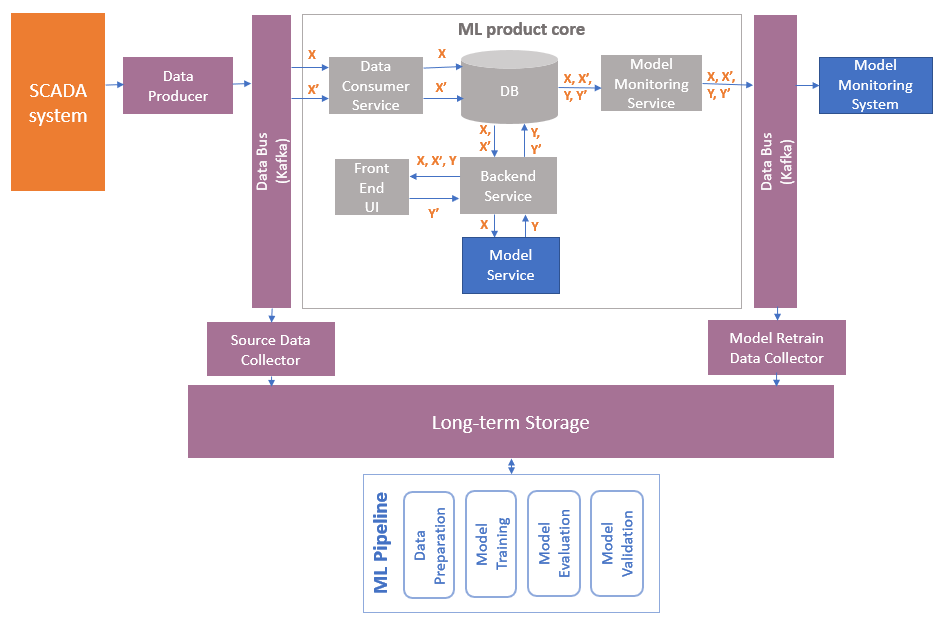 ML product core
SCADA
system
Data
Producer
Data Bus
(Kafka)
X
X'
Data
Consumer
Service
X
X'
DB
X, X',
Y, Y'
Model
Monitoring
Service
X, X',
Y, Y'
Data Bus
(Kafka)
Model
Monitoring
System
X,
X'
Y,
Y'
Front
End
UI
X, X', Y
Y'
Backend
Service
X
Y
Model
Service
Source Data
Collector
Model Retrain
Data Collector
Long-term Storage
ML Pipeline
Data
Preparation
Model
Training
Model
Evaluation
Model
Validation